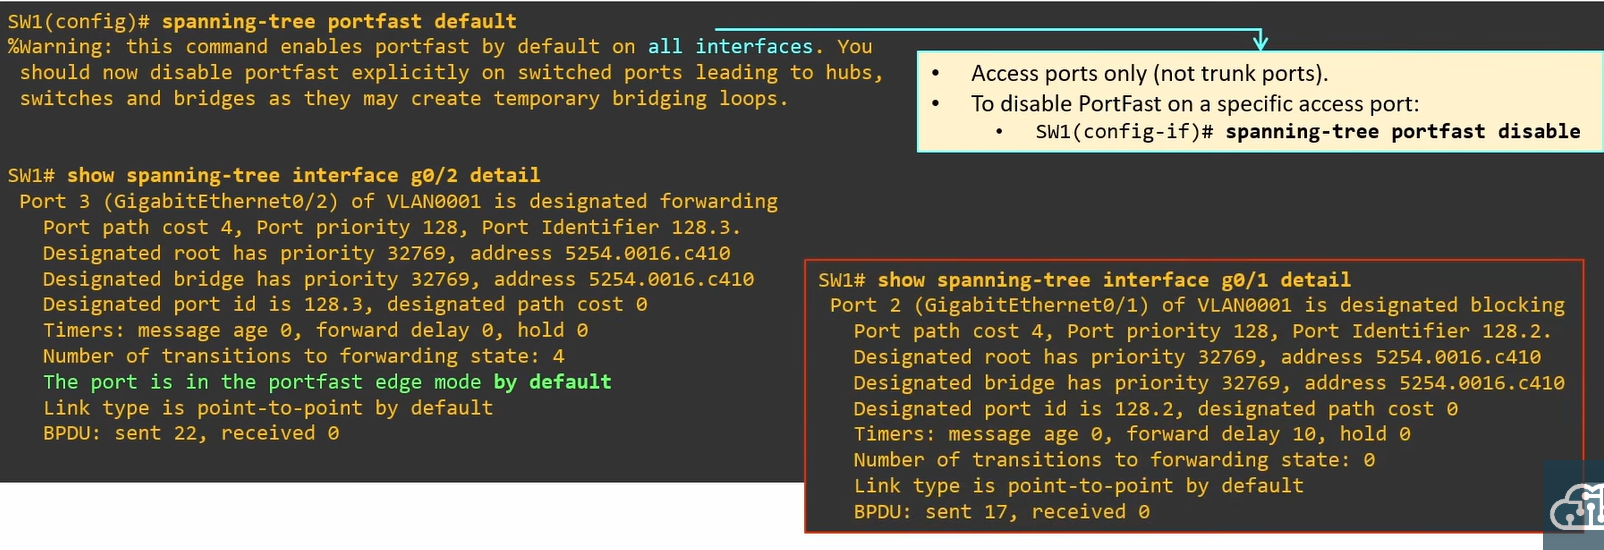 SW1(config)# spanning-tree portfast default
%Warning: this command enables portfast by default on all interfaces. You
should now disable portfast explicitly on switched ports leading to hubs,
switches and bridges as they may create temporary bridging loops.
• Access ports only (not trunk ports).
• To disable PortFast on a specific access port:
• SW1(config-if)# spanning-tree portfast disable
SW1# show spanning-tree interface g0/2 detail
Port 3 (GigabitEthernet0/2) of VLAN0001 is designated forwarding
Port path cost 4, Port priority 128, Port Identifier 128.3.
Designated root has priority 32769, address 5254.0016.c410
Designated bridge has priority 32769, address 5254.0016.c410
Designated port id is 128.3, designated path cost 0
Timers: message age 0, forward delay 0, hold 0
Number of transitions to forwarding state: 4
The port is in the portfast edge mode by default
Link type is point-to-point by default
BPDU: sent 22, received 0
SW1# show spanning-tree interface g0/1 detail
Port 2 (GigabitEthernet0/1) of VLAN0001 is designated blocking
Port path cost 4, Port priority 128, Port Identifier 128.2.
Designated root has priority 32769, address 5254.0016.c410
Designated bridge has priority 32769, address 5254.0016.c410
Designated port id is 128.2, designated path cost 0
Timers: message age 0, forward delay 10, hold 0
Number of transitions to forwarding state: 0
Link type is point-to-point by default
BPDU: sent 17, received 0